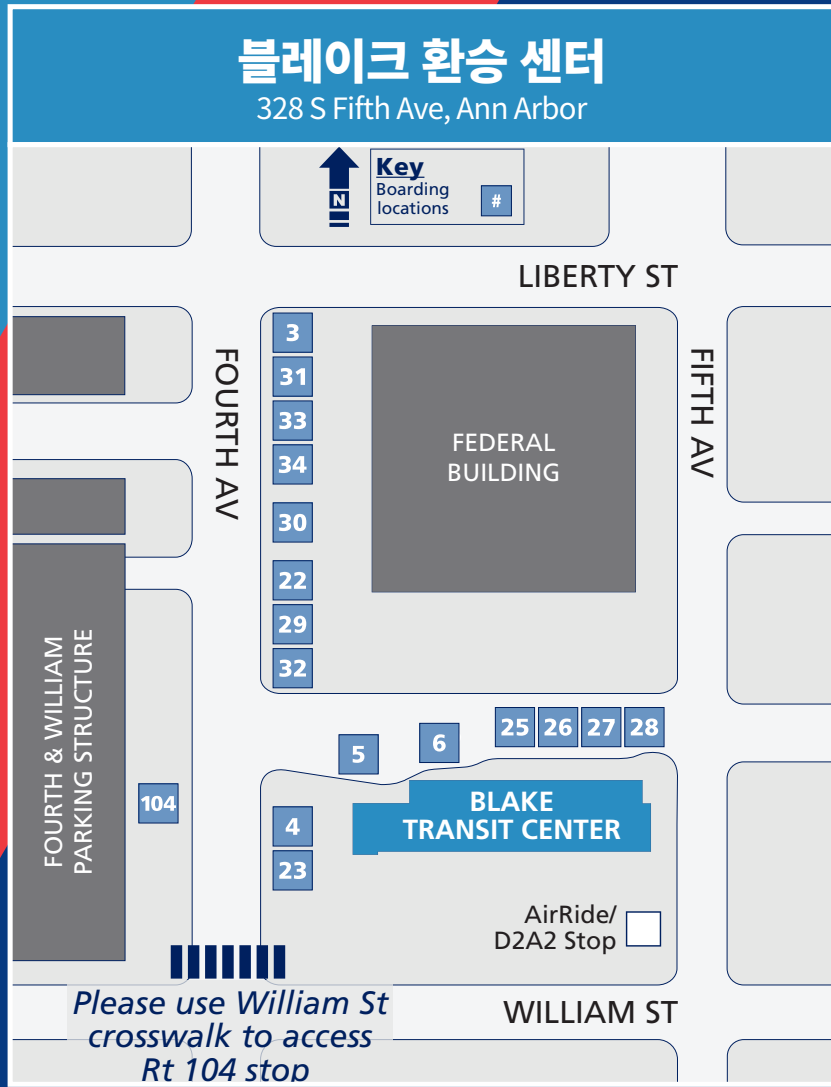 블레이크 환승 센터
328 S Fifth Ave, Ann Arbor
N
Key
Boarding
locations
#
LIBERTY ST
FOURTH AV
FIFTH AV
3
31
33
34
30
22
29
32
FEDERAL
BUILDING
25 26 27 28
5
6
FOURTH & WILLIAM
PARKING STRUCTURE
104
4
23
BLAKE
TRANSIT CENTER
AirRide/
D2A2 Stop
Please use William St
crosswalk to access
Rt 104 stop
WILLIAM ST